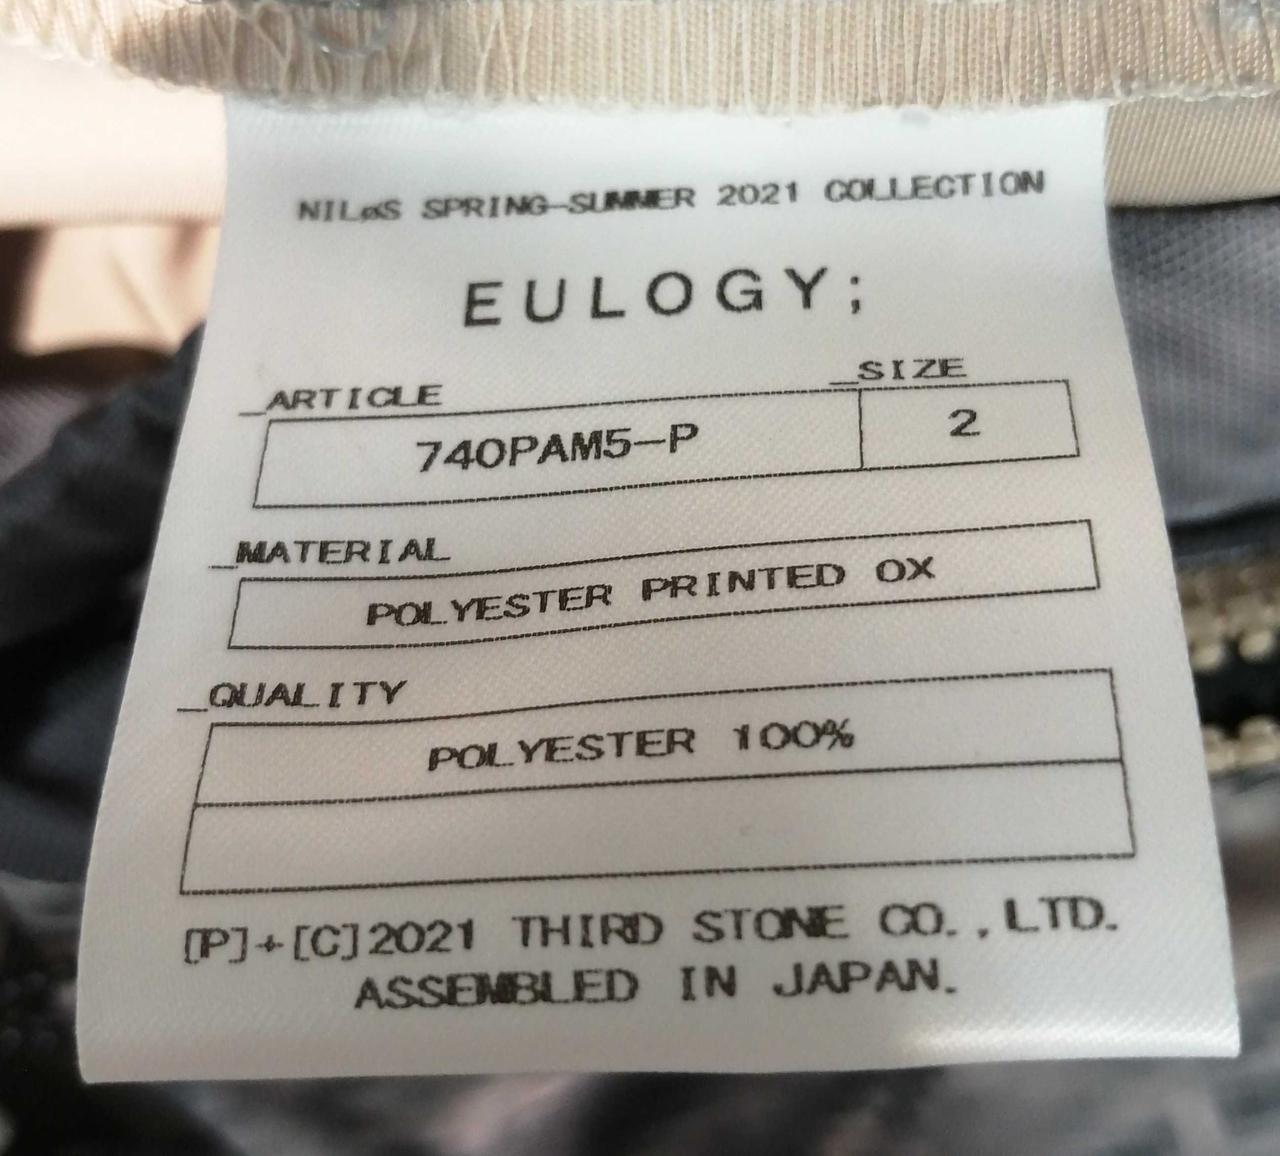 NILøS SPRING-SUMMER 2021 COLLECTION
EULOGY;
_ARTICLE _SIZE
740PAM5-P 2
_MATERIAL
POLYESTER PRINTED OX
_QUALITY
POLYESTER 100%
[P]+[C]2021 THIRD STONE CO.,LTD.
ASSEMBLED IN JAPAN.